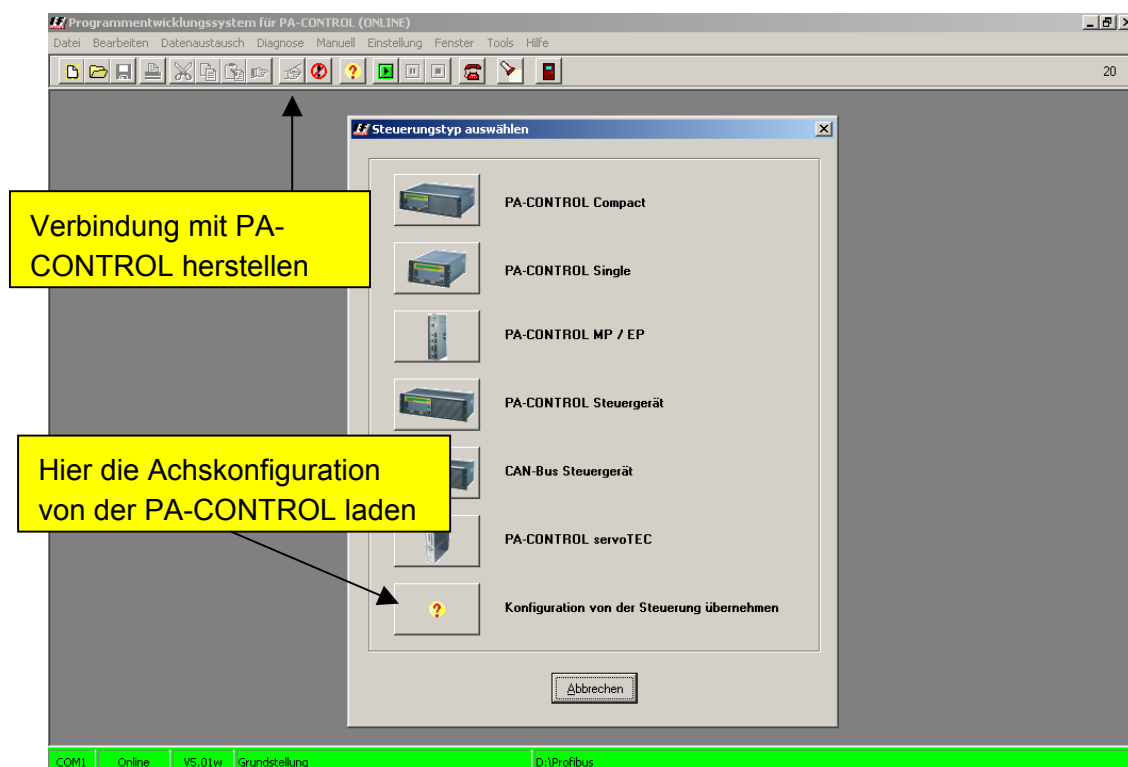 Programmentwicklungssystem für PA-CONTROL (ONLINE)
Datei Bearbeiten Datenaustausch Diagnose Manuell Einstellung Fenster Tools Hilfe
20
Steuerungstyp auswählen
PA-CONTROL Compact
Verbindung mit PA-
CONTROL herstellen
PA-CONTROL Single
PA-CONTROL MP / EP
PA-CONTROL Steuergerät
Hier die Achskonfiguration
von der PA-CONTROL laden
CAN-Bus Steuergerät
PA-CONTROL servoTEC
Konfiguration von der Steuerung übernehmen
Abbrechen
COM1 Online V5.01w Grundstellung D:\Profibus